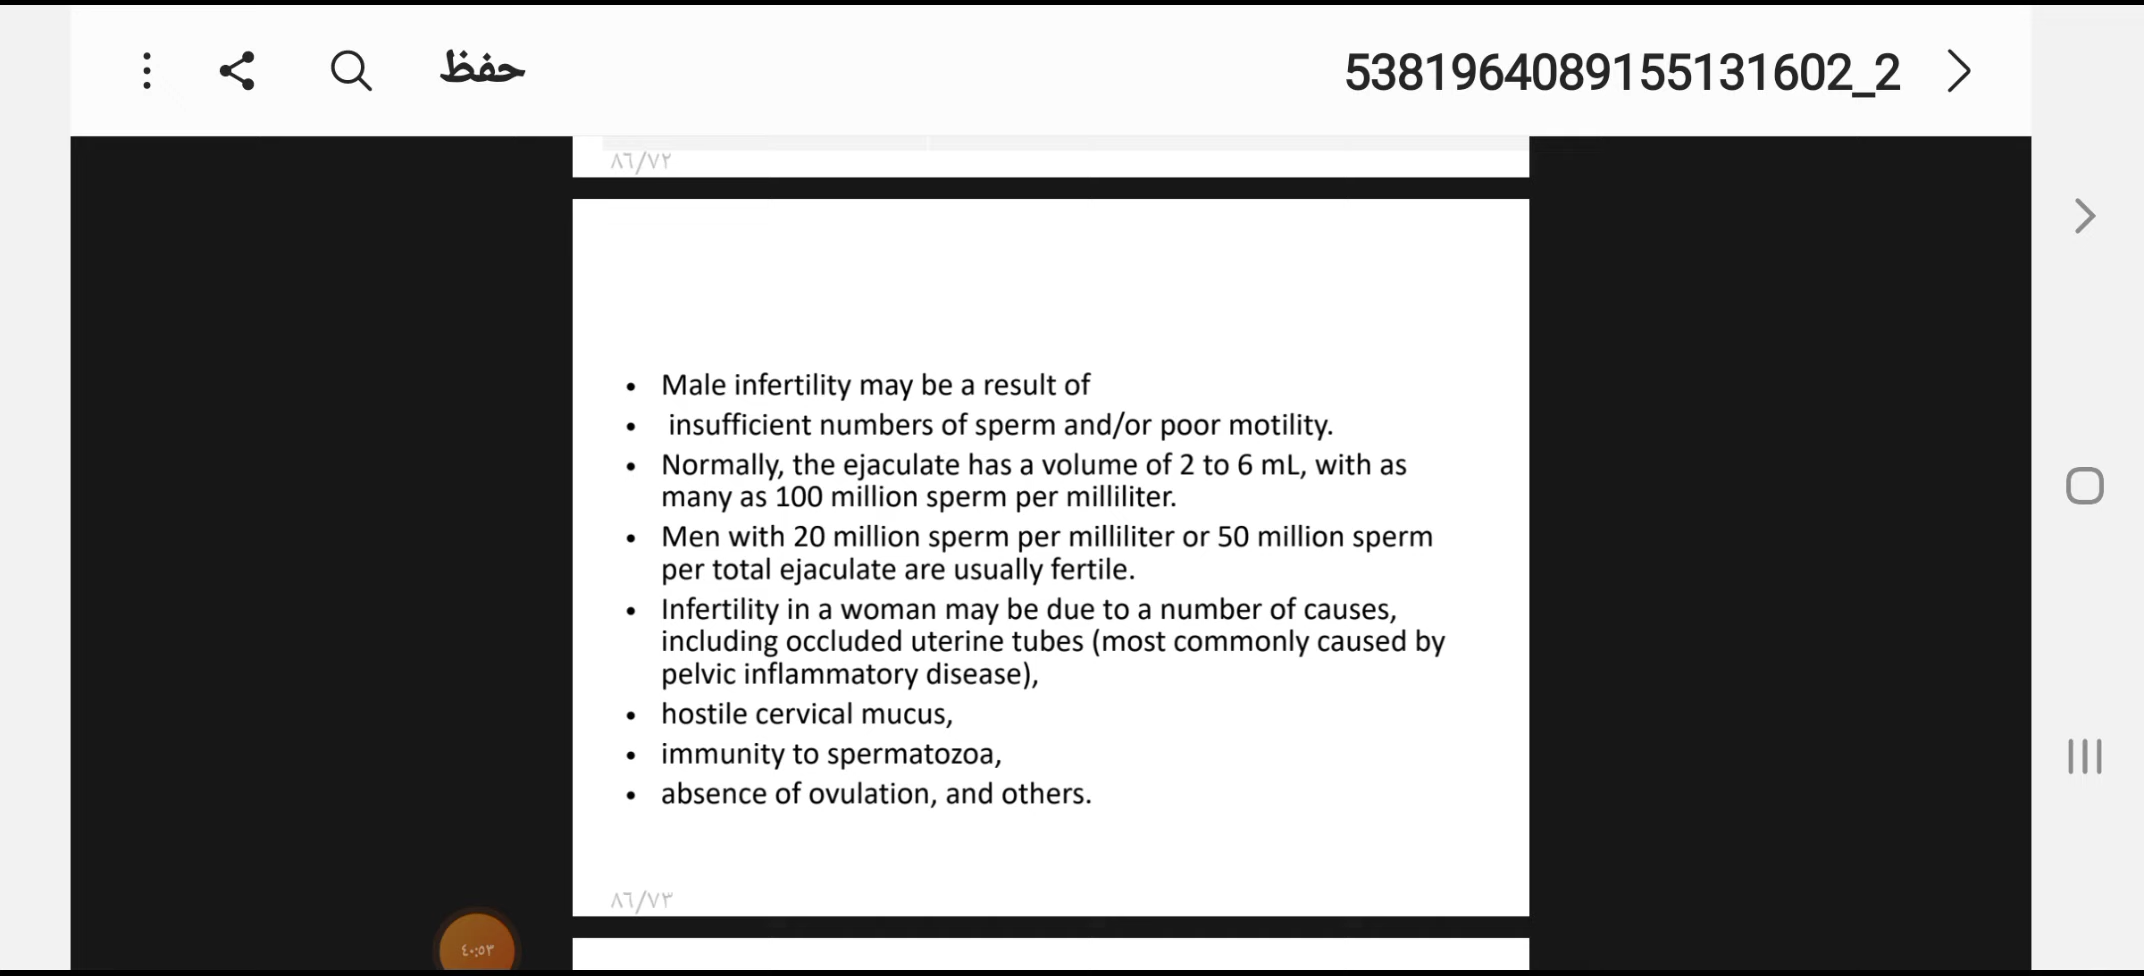 حفظ
5381964089155131602_2
٨٦/٧٢
• Male infertility may be a result of
• insufficient numbers of sperm and/or poor motility.
• Normally, the ejaculate has a volume of 2 to 6 mL, with as
many as 100 million sperm per milliliter.
• Men with 20 million sperm per milliliter or 50 million sperm
per total ejaculate are usually fertile.
• Infertility in a woman may be due to a number of causes,
including occluded uterine tubes (most commonly caused by
pelvic inflammatory disease),
• hostile cervical mucus,
• immunity to spermatozoa,
• absence of ovulation, and others.
٨٦/٧٣
٤٠:٥٣